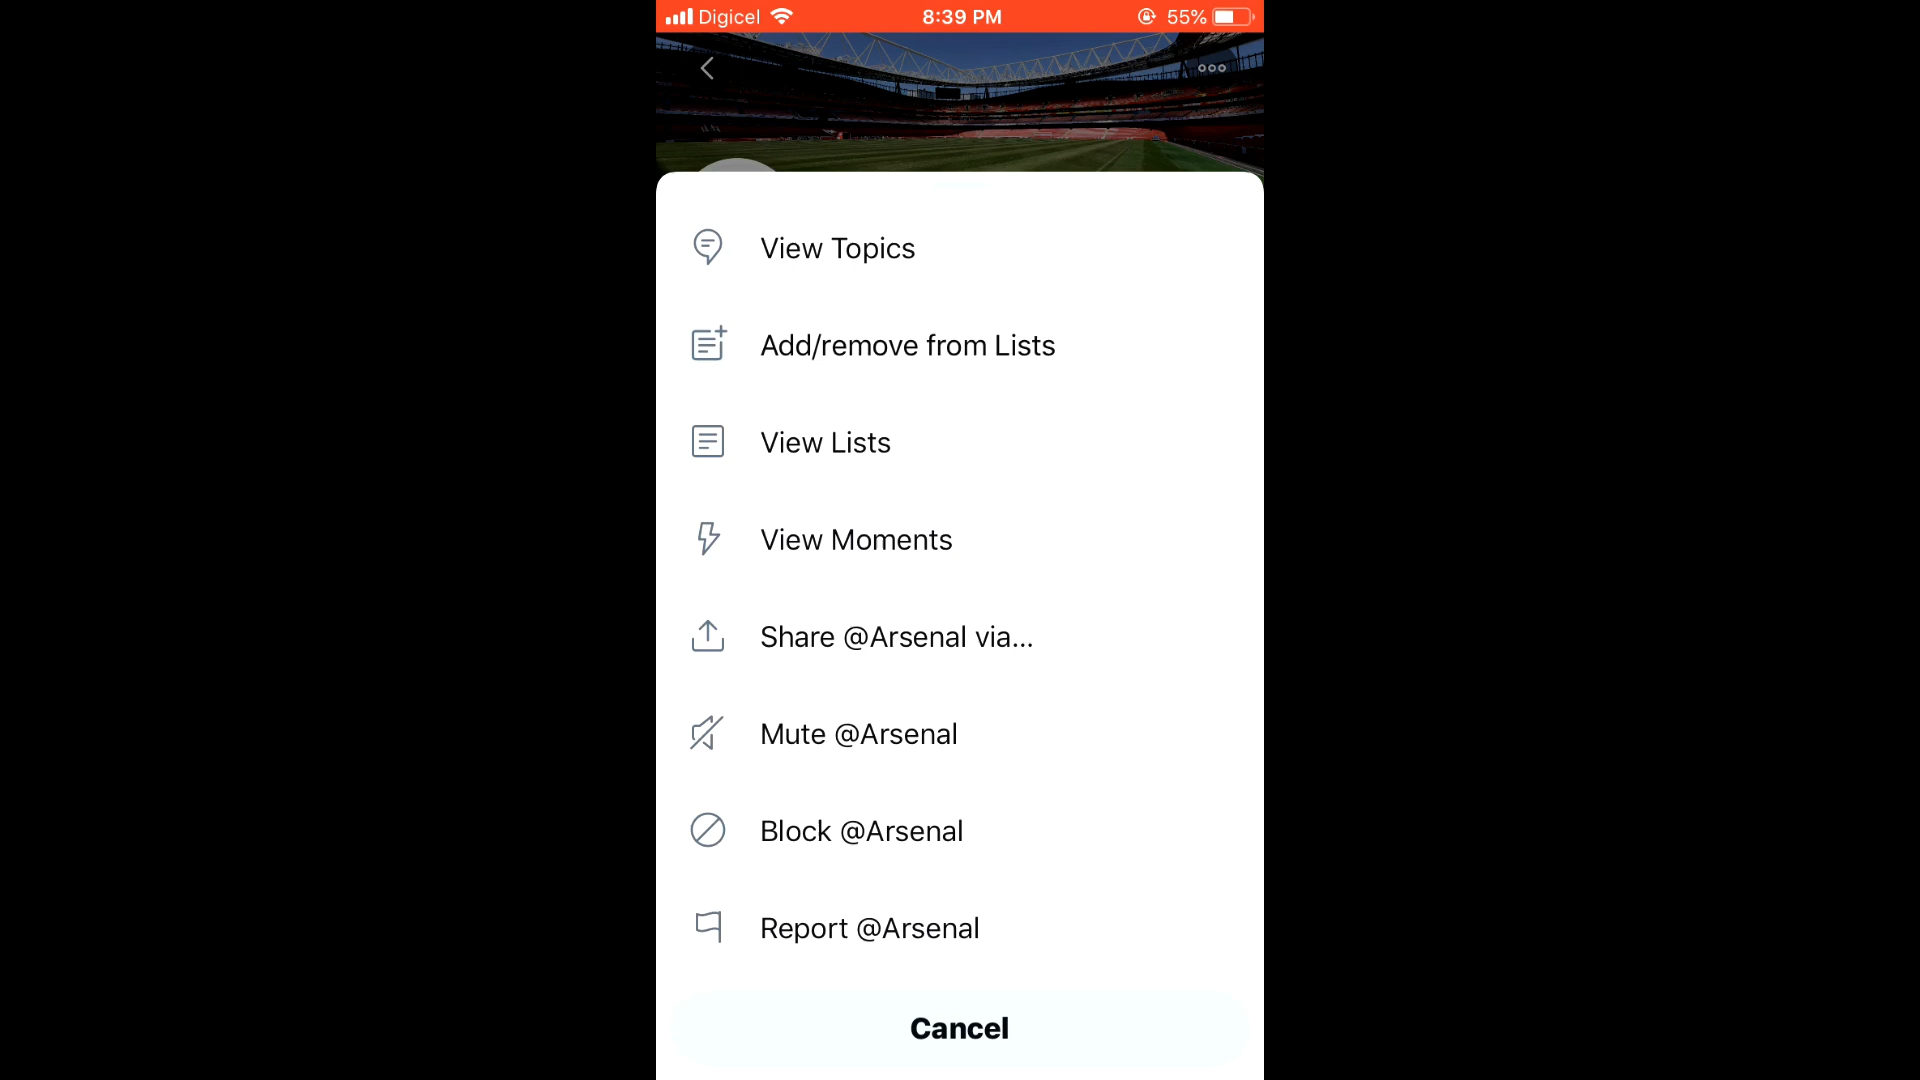 Digicel 8:39 PM 55%
View Topics
Add/remove from Lists
View Lists
View Moments
Share @Arsenal via...
Mute @Arsenal
Block @Arsenal
Report @Arsenal
Cancel